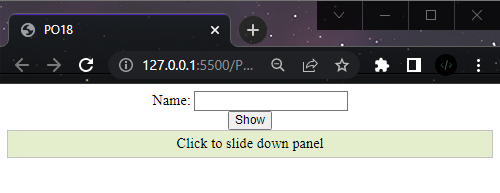 PO18
127.0.0.1:5500/P...
Name:
Show
Click to slide down panel